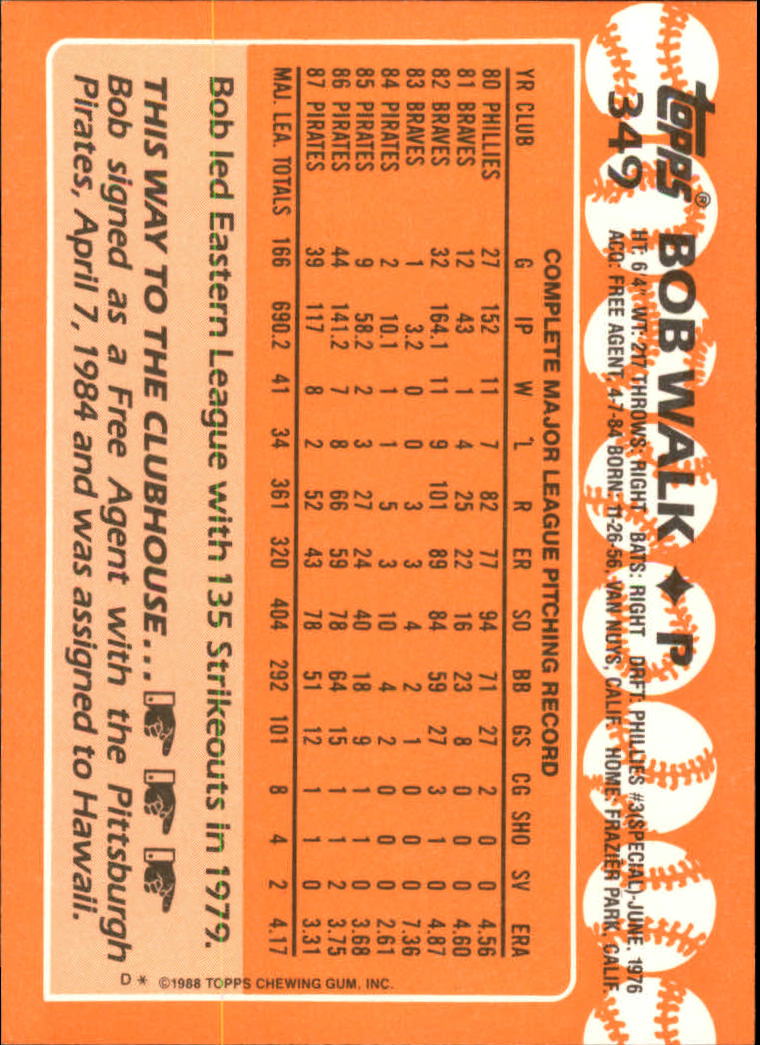 topps® BOB WALK ♦ P
349
HT: 6'4" WT: 217 THROWS: RIGHT BATS: RIGHT DRFT: PHILLIES #3(SPECIAL)-JUNE, 1976
ACQ: FREE AGENT, 4-7-84 BORN: 11-26-56, VAN NUYS, CALIF. HOME: FRAZIER PARK, CALIF.
COMPLETE MAJOR LEAGUE PITCHING RECORD
YR CLUB G IP W L R ER SO BB GS CG SHO SV ERA
80 PHILLIES 27 152 11 7 82 77 94 71 27 2 0 0 4.56
81 BRAVES 12 43 1 4 25 22 16 23 8 0 0 0 4.60
82 BRAVES 32 164.1 11 9 101 89 84 59 27 3 1 0 4.87
83 BRAVES 1 3.2 0 0 3 3 4 2 1 0 0 0 7.36
84 PIRATES 2 10.1 1 1 5 3 10 4 2 0 0 0 2.61
85 PIRATES 9 58.2 2 3 27 24 40 18 9 1 1 0 3.68
86 PIRATES 44 141.2 7 8 66 59 78 64 15 1 1 2 3.75
87 PIRATES 39 117 8 2 52 43 78 51 12 1 1 0 3.31
MAJ. LEA. TOTALS 166 690.2 41 34 361 320 404 292 101 8 4 2 4.17
Bob led Eastern League with 135 Strikeouts in 1979.
THIS WAY TO THE CLUBHOUSE...
Bob signed as a Free Agent with the Pittsburgh
Pirates, April 7, 1984 and was assigned to Hawaii.
D * ©1988 TOPPS CHEWING GUM, INC.